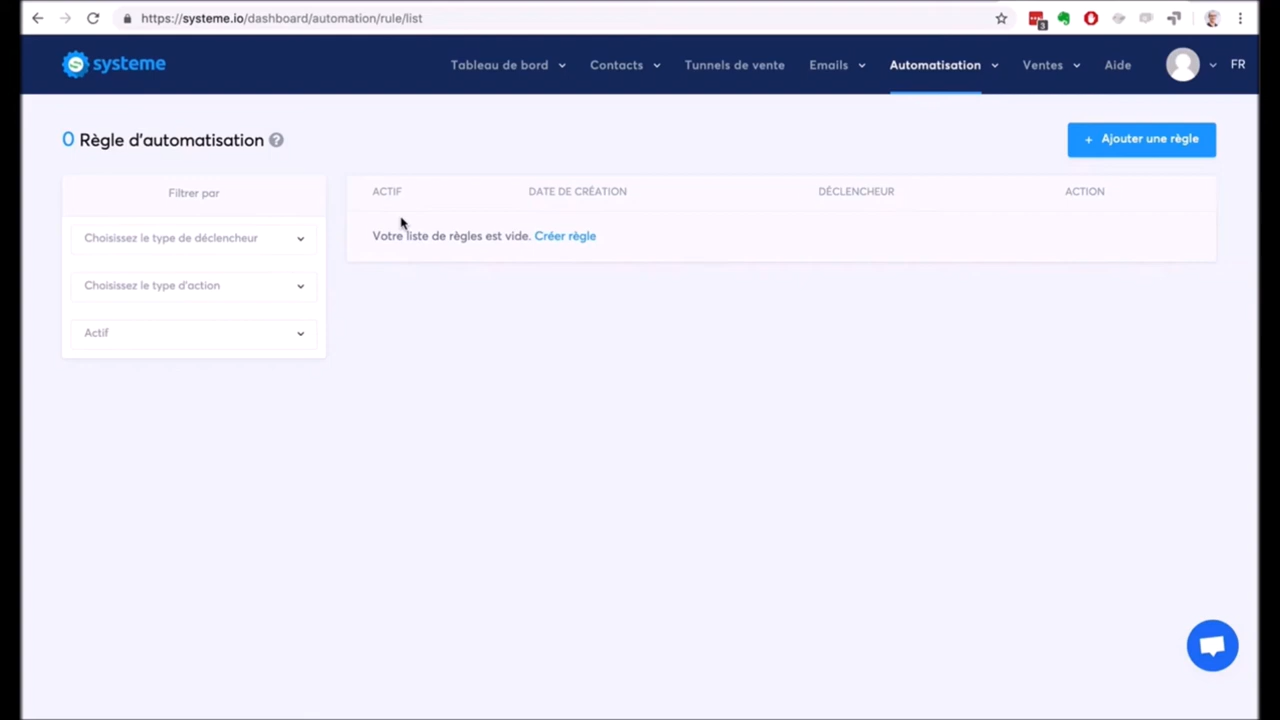 https://systeme.io/dashboard/automation/rule/list
3
systeme
Tableau de bord
Contacts
Tunnels de vente
Emails
Automatisation
Ventes
Aide
FR
0 Règle d'automatisation ?
+ Ajouter une règle
Filtrer par
Choisissez le type de déclencheur
Choisissez le type d'action
Actif
ACTIF
DATE DE CRÉATION
DÉCLENCHEUR
ACTION
Votre liste de règles est vide. Créer règle